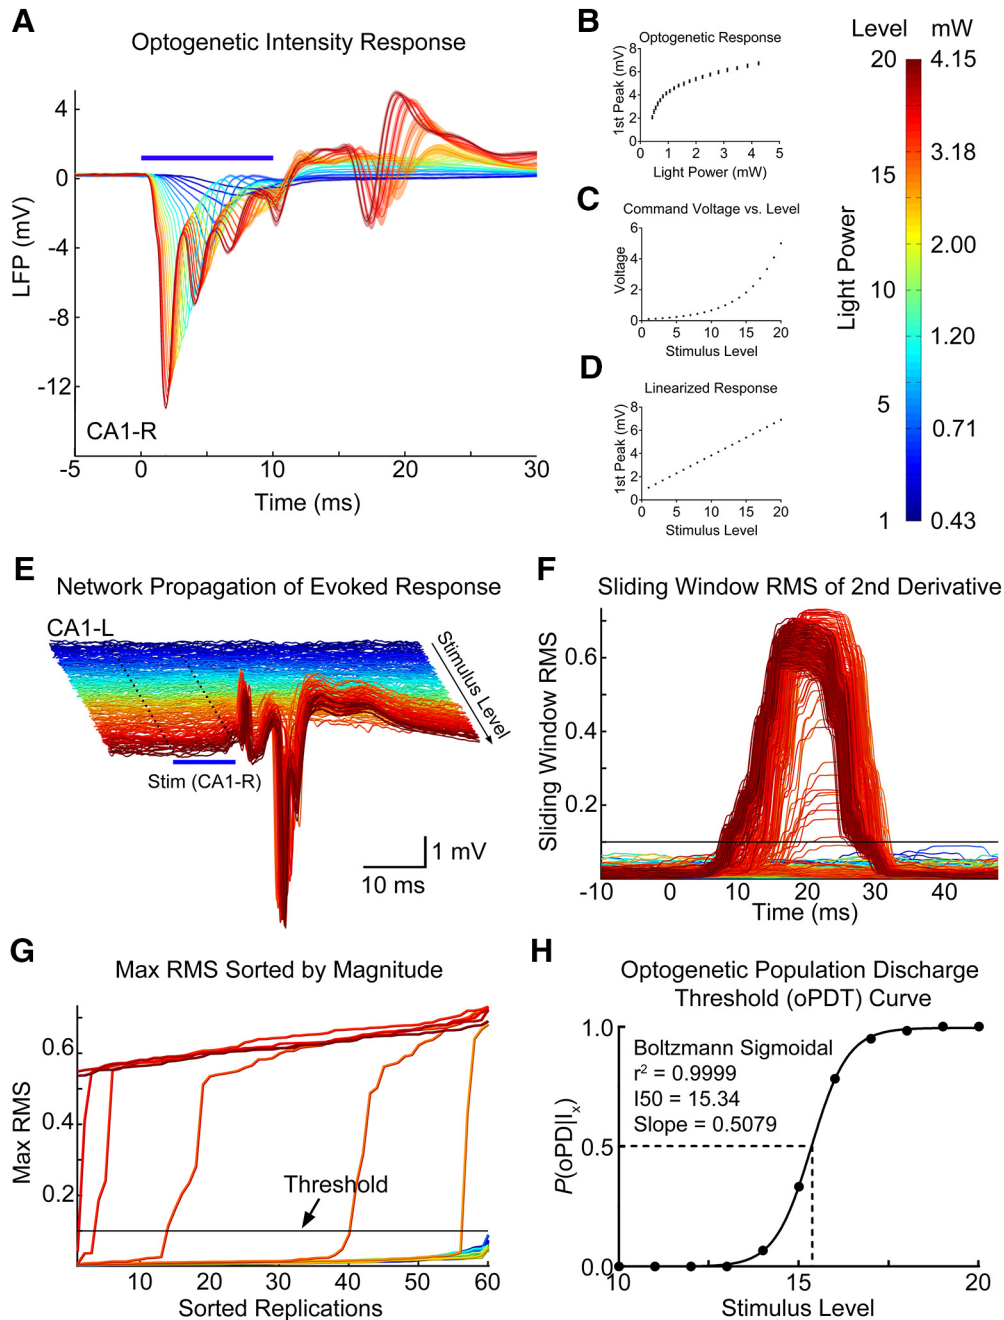 A
Optogenetic Intensity Response
4
0
-4
-8
-12
LFP (mV)
CA1-R
-5
0
10
20
30
Time (ms)
B
Optogenetic Response
8
6
4
2
0
1st Peak (mV)
0
1
2
3
4
5
Light Power (mW)
C
Command Voltage vs. Level
6
4
2
0
Voltage
0
5
10
15
20
Stimulus Level
D
Linearized Response
8
6
4
2
0
1st Peak (mV)
0
5
10
15
20
Stimulus Level
Level mW
20 4.15
15 3.18
2.00
10
1.20
5
0.71
1 0.43
Light Power
E
Network Propagation of Evoked Response
CA1-L
Stimulus Level
Stim (CA1-R)
1 mV
10 ms
F
Sliding Window RMS of 2nd Derivative
0.6
0.4
0.2
Sliding Window RMS
-10
0
10
20
30
40
Time (ms)
G
Max RMS Sorted by Magnitude
0.6
0.4
0.2
Max RMS
Threshold
10
20
30
40
50
60
Sorted Replications
H
Optogenetic Population Discharge
Threshold (oPDT) Curve
1.0
0.5
0.0
P(oPD|Iₓ)
Boltzmann Sigmoidal
r² = 0.9999
I50 = 15.34
Slope = 0.5079
10
15
20
Stimulus Level